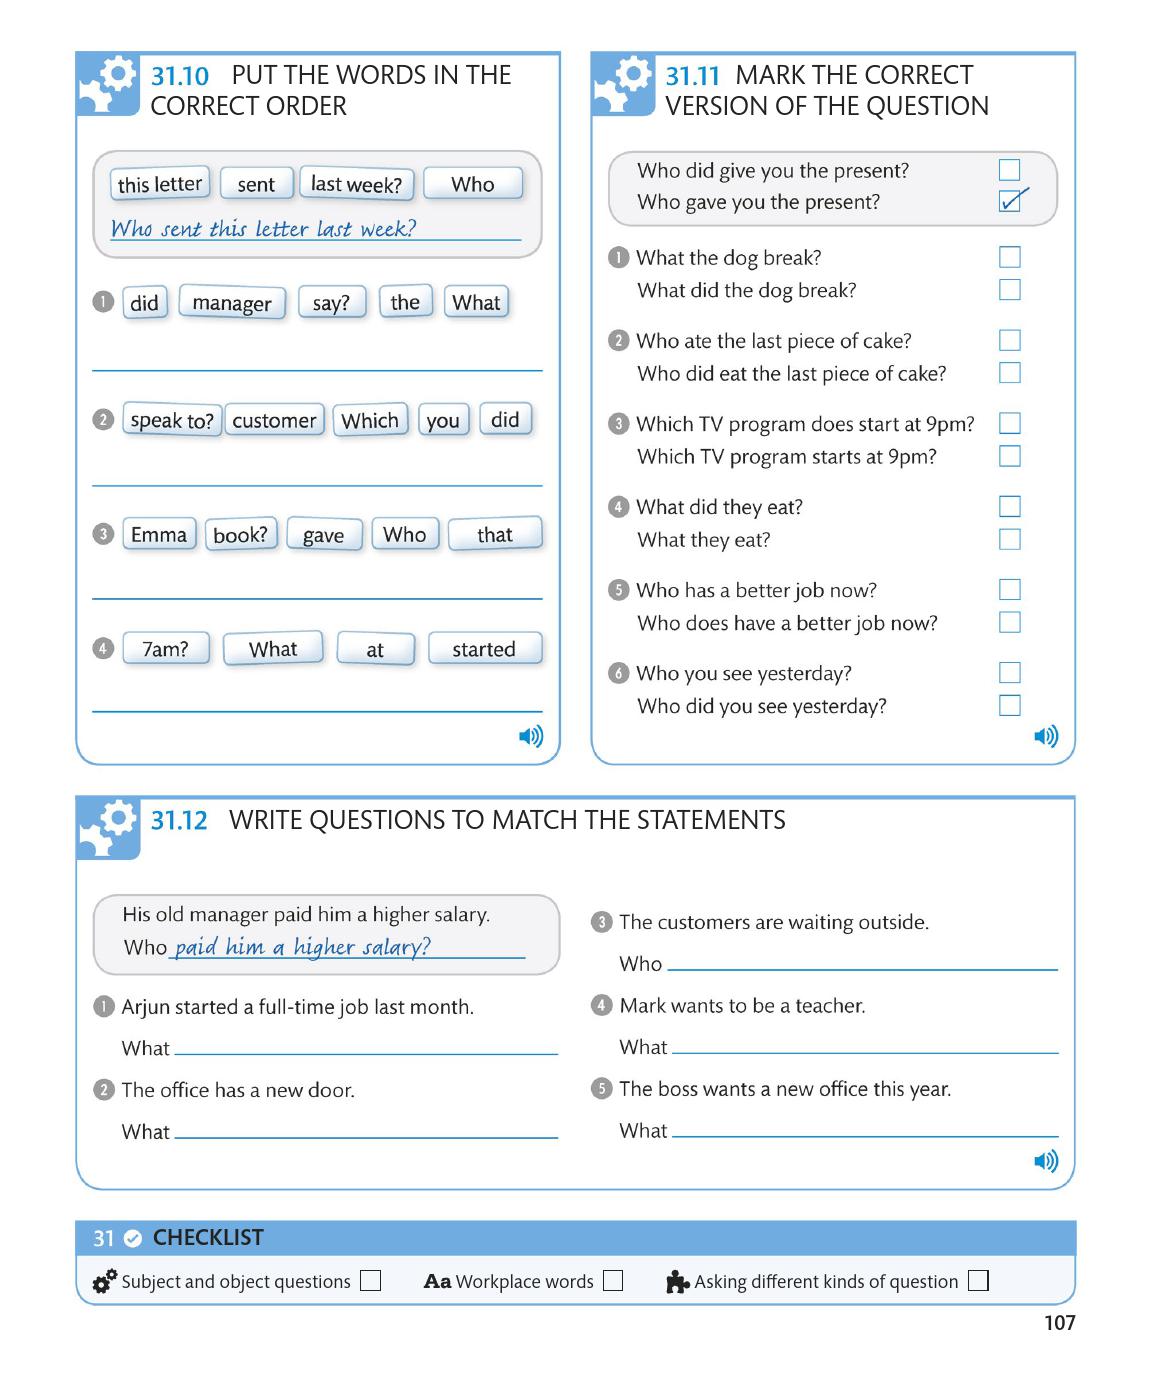 31.10 PUT THE WORDS IN THE
CORRECT ORDER
this letter sent last week? Who
Who sent this letter last week?
1 did manager say? the What
2 speak to? customer Which you did
3 Emma book? gave Who that
4 7am? What at started
31.11 MARK THE CORRECT
VERSION OF THE QUESTION
Who did give you the present?
Who gave you the present?
1 What the dog break?
What did the dog break?
2 Who ate the last piece of cake?
Who did eat the last piece of cake?
3 Which TV program does start at 9pm?
Which TV program starts at 9pm?
4 What did they eat?
What they eat?
5 Who has a better job now?
Who does have a better job now?
6 Who you see yesterday?
Who did you see yesterday?
31.12 WRITE QUESTIONS TO MATCH THE STATEMENTS
His old manager paid him a higher salary.
Who paid him a higher salary?
1 Arjun started a full-time job last month.
What
2 The office has a new door.
What
3 The customers are waiting outside.
Who
4 Mark wants to be a teacher.
What
5 The boss wants a new office this year.
What
31 CHECKLIST
Subject and object questions Aa Workplace words Asking different kinds of question
107